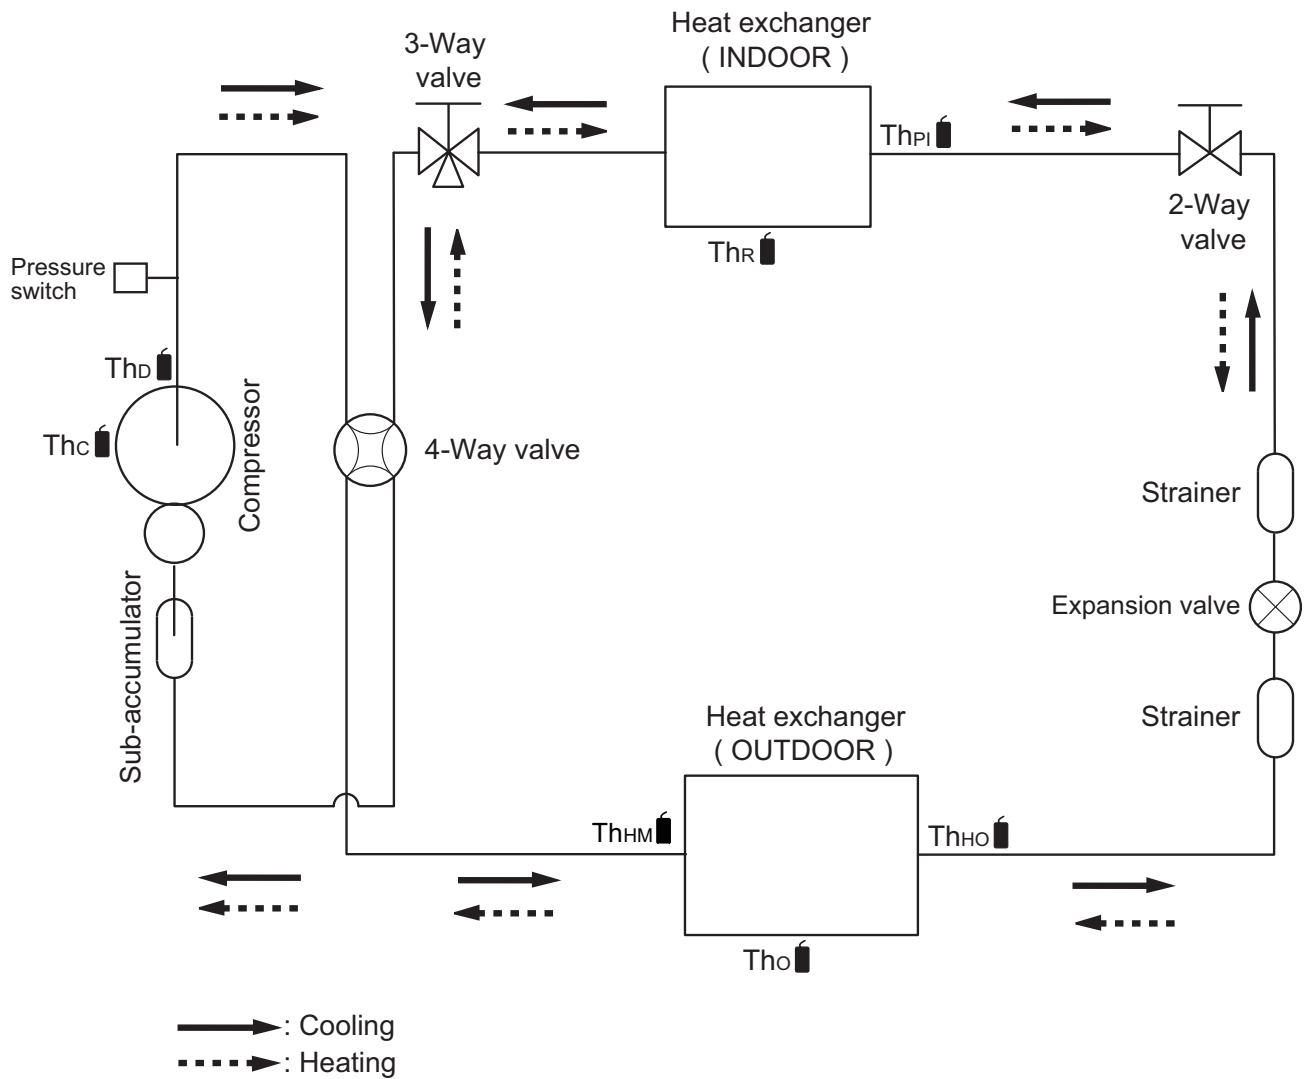 Heat exchanger
( INDOOR )
3-Way
valve
ThPI
2-Way
valve
ThR
Pressure
switch
ThD
ThC
Compressor
4-Way valve
Strainer
Expansion valve
Sub-accumulator
Strainer
Heat exchanger
( OUTDOOR )
ThHM
ThHO
ThO
: Cooling
: Heating